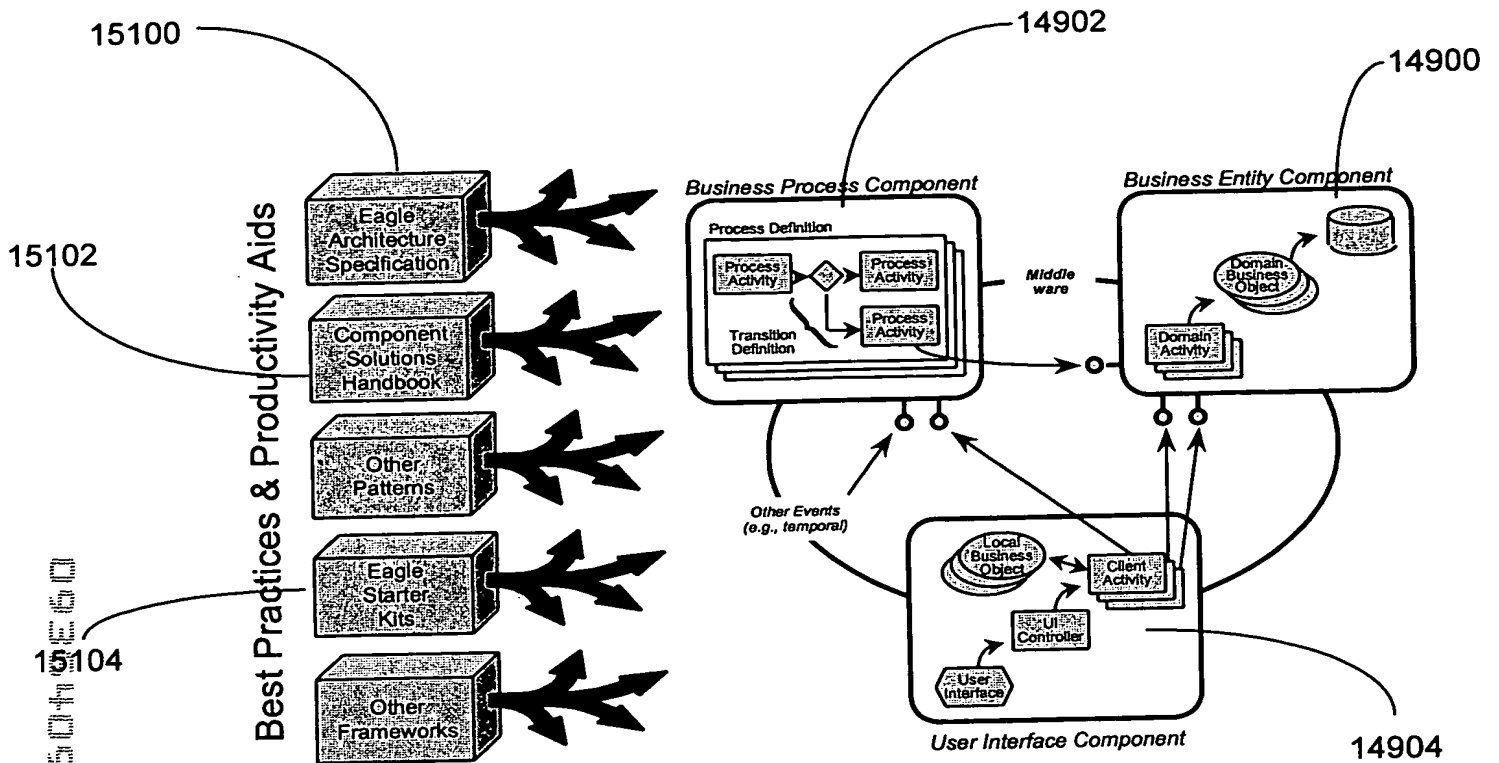 15100
14902
14900
15102
15104
14904
Best Practices & Productivity Aids
Eagle
Architecture
Specification
Component
Solutions
Handbook
Other
Patterns
Eagle
Starter
Kits
Other
Frameworks
Business Process Component
Process Definition
Process
Activity
Process
Activity
Process
Activity
Transition
Definition
Middle
ware
Business Entity Component
Domain
Business
Object
Domain
Activity
Other Events
(e.g., temporal)
Local
Business
Object
Client
Activity
UI
Controller
User
Interface
User Interface Component